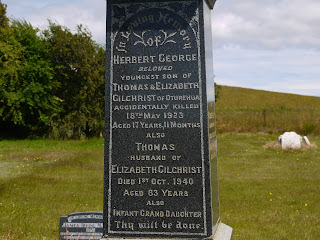 In Loving Memory
of
Herbert George
beloved
youngest son of
Thomas & Elizabeth
Gilchrist of Oturehua
accidentally killed
18th May 1923
Aged 17 years, 11 months
also
Thomas
husband of
Elizabeth Gilchrist
Died 1st Oct. 1940
Aged 83 years
also
Infant Grand Daughter
Thy will be done.